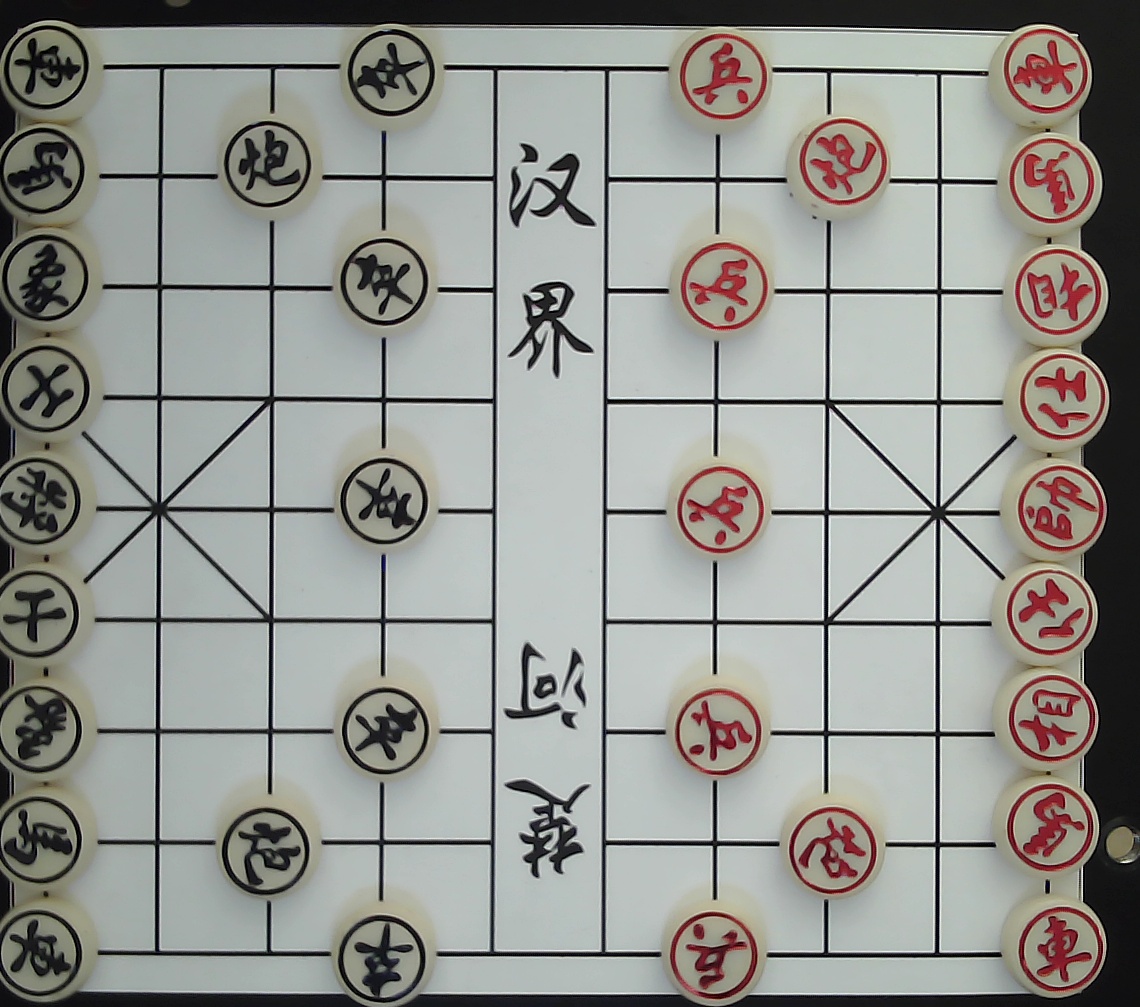 車 卒 兵 車
馬 炮 炮 馬
象 卒 兵 相
士 仕
將 卒 兵 帥
士 仕
象 卒 兵 相
馬 炮 炮 馬
車 卒 兵 車
汉界
楚河